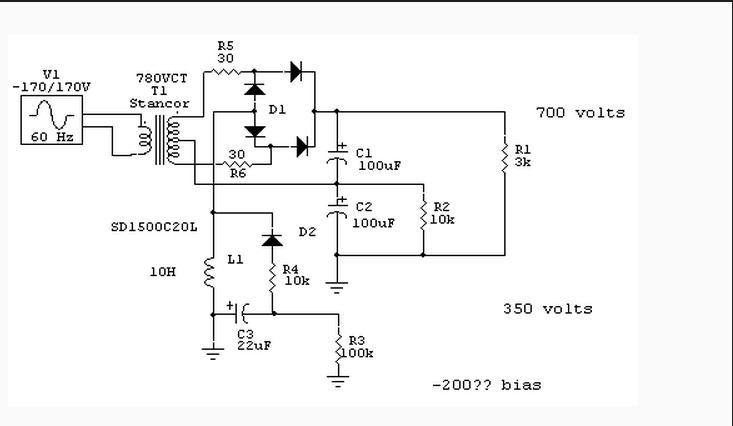 R5
30
V1
-170/170V
780VCT
T1
Stancor
60 Hz
D1
700 volts
30
R6
C1
100uF
R1
3k
C2
100uF
R2
10k
SD1500C20L
D2
L1
10H
R4
10k
350 volts
C3
22uF
R3
100k
-200?? bias